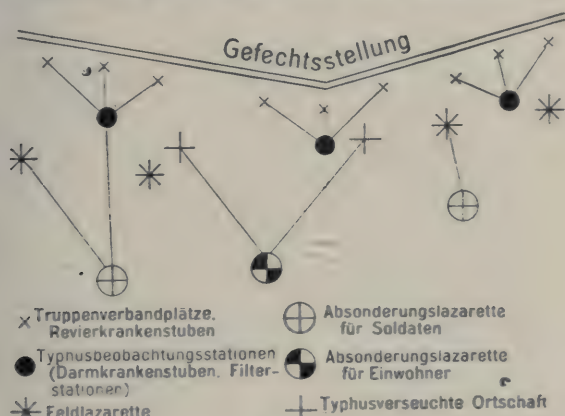 Gefechtsstellung
Truppenverbandplätze.
Revierkrankenstuben
Typhusbeobachtungsstationen
(Darmkrankenstuben, Filter-
stationen)
Feldlazarette
Absonderungslazarette
für Soldaten
Absonderungslazarette
für Einwohner
Typhusverseuchte Ortschaft